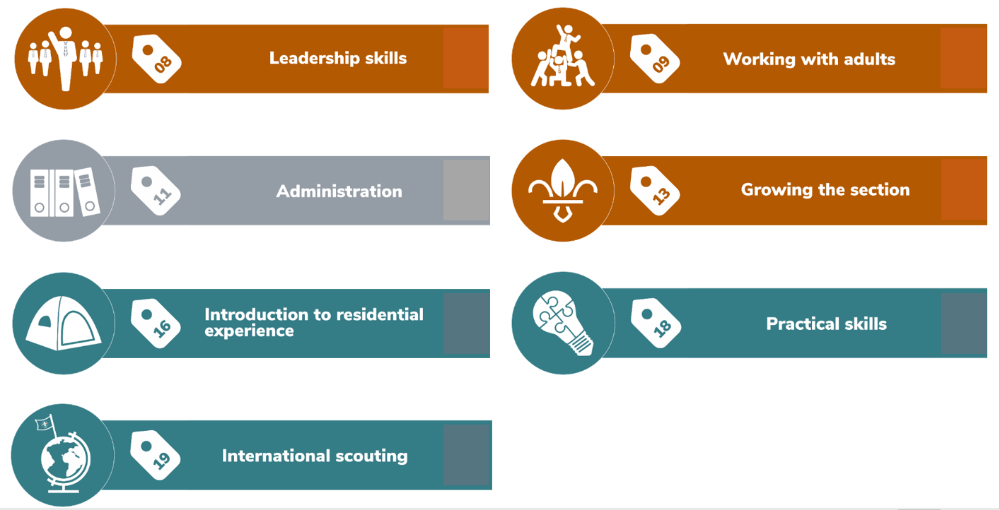 08
Leadership skills
09
Working with adults
11
Administration
13
Growing the section
16
Introduction to residential
experience
18
Practical skills
19
International scouting